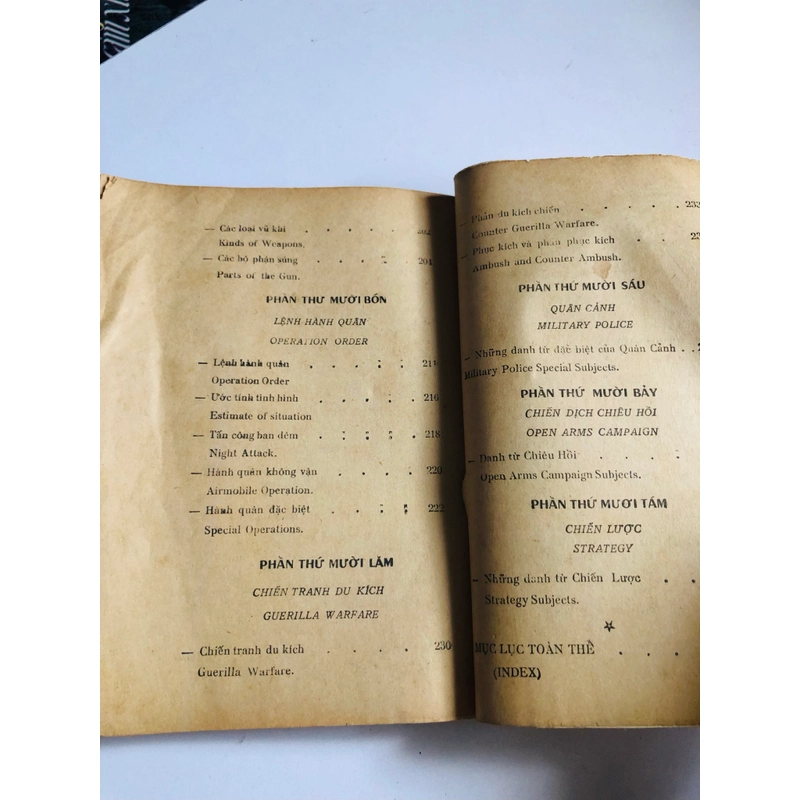 — Các loại vũ khí . . . . . 202
Kinds of Weapons.
— Các bộ phận súng . . . . 204
Parts of the Gun.
PHẦN THỨ MƯỜI BỐN
LỆNH HÀNH QUÂN
OPERATION ORDER
— Lệnh hành quân . . . . 214
Operation Order
— Ước tính tình hình . . . . 216
Estimate of situation
— Tấn công ban đêm . . . . 218
Night Attack.
— Hành quân không vận . . . . 220
Airmobile Operation.
— Hành quân đặc biệt . . . . 222
Special Operations.
PHẦN THỨ MƯỜI LĂM
CHIẾN TRANH DU KÍCH
GUERILLA WARFARE
— Chiến tranh du kích . . . . 230
Guerilla Warfare.
— Phản du kích chiến . . . . 232
Counter Guerilla Warfare.
— Phục kích và phản phục kích . . . 23
Ambush and Counter Ambush.
PHẦN THỨ MƯỜI SÁU
QUÂN CẢNH
MILITARY POLICE
— Những danh từ đặc biệt của Quân Cảnh . . 2
Military Police Special Subjects.
PHẦN THỨ MƯỜI BẢY
CHIẾN DỊCH CHIÊU HỒI
OPEN ARMS CAMPAIGN
— Danh từ Chiêu Hồi . . . .
Open Arms Campaign Subjects.
PHẦN THỨ MƯƠI TÁM
CHIẾN LƯỢC
STRATEGY
— Những danh từ Chiến Lược . .
Strategy Subjects.
MỤC LỤC TOÀN THỂ . . .
(INDEX)